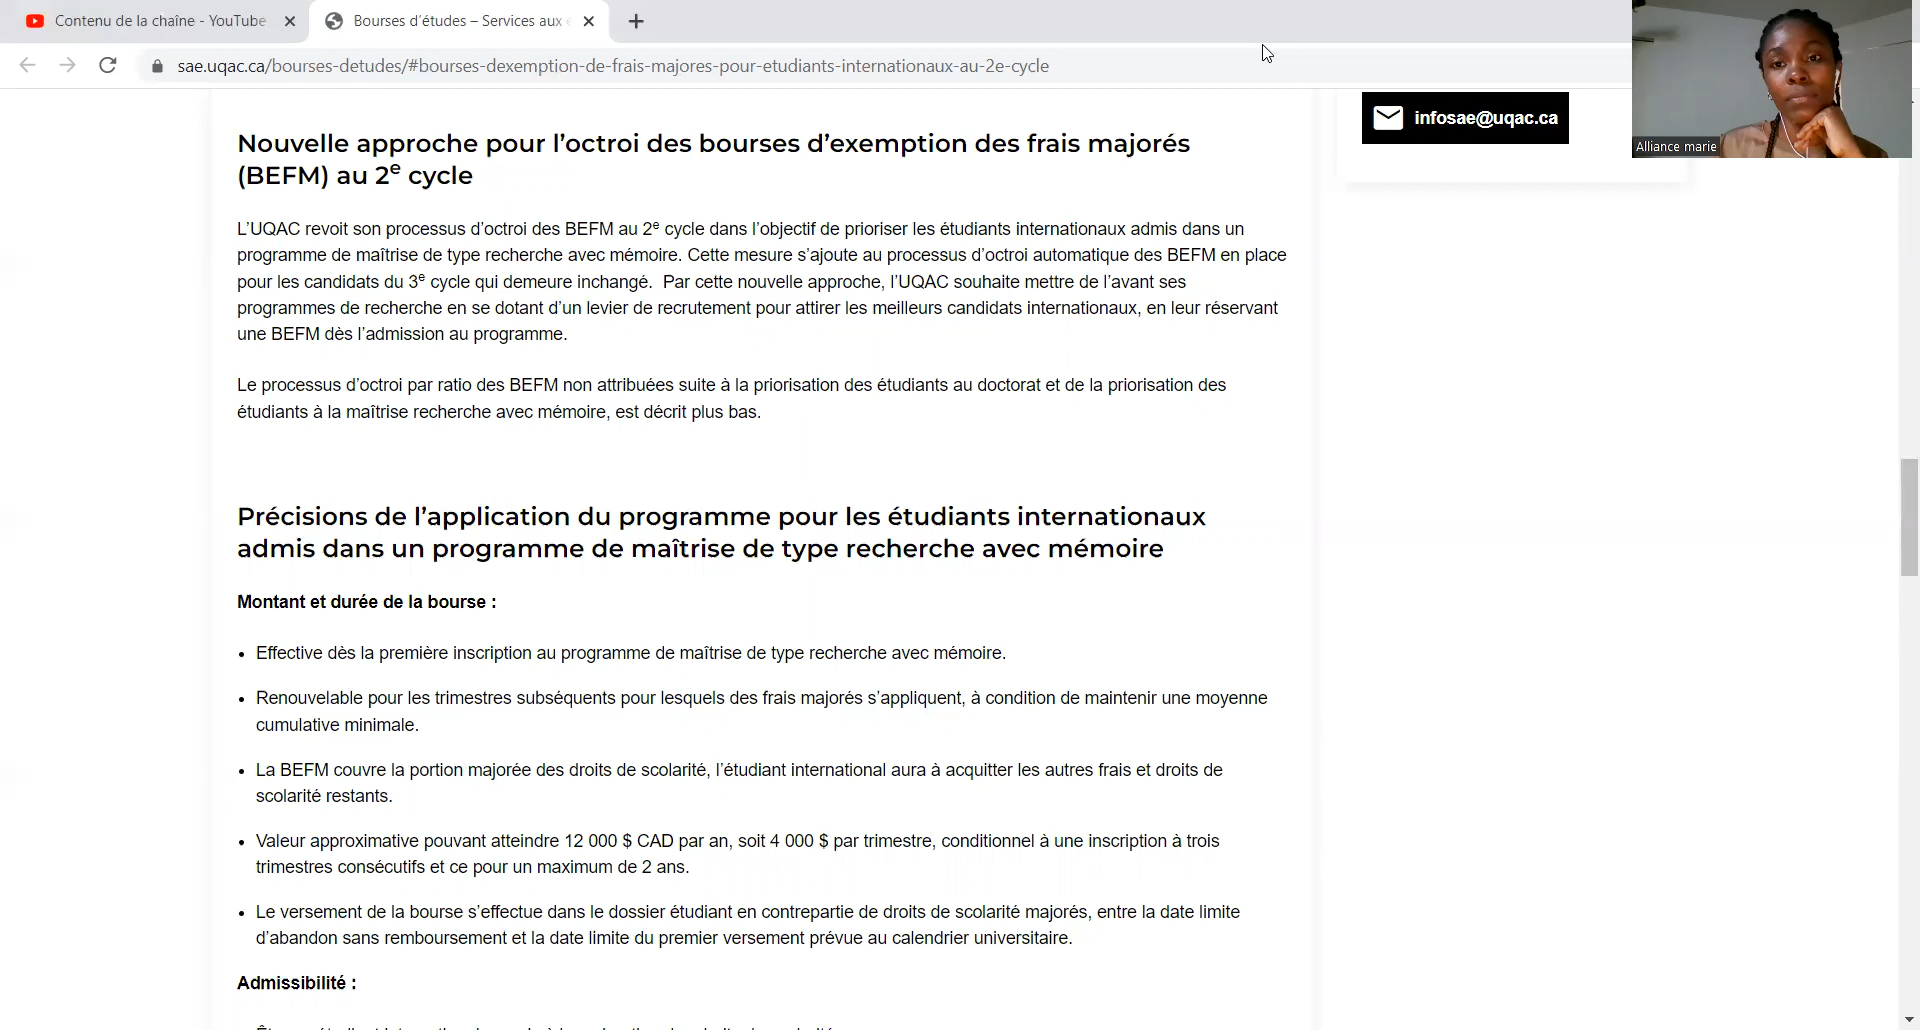 Contenu de la chaîne - YouTube
Bourses d'études – Services aux
sae.uqac.ca/bourses-detudes/#bourses-dexemption-de-frais-majores-pour-etudiants-internationaux-au-2e-cycle
infosae@uqac.ca
Alliance marie
Nouvelle approche pour l'octroi des bourses d'exemption des frais majorés
(BEFM) au 2e cycle
L'UQAC revoit son processus d'octroi des BEFM au 2e cycle dans l'objectif de prioriser les étudiants internationaux admis dans un
programme de maîtrise de type recherche avec mémoire. Cette mesure s'ajoute au processus d'octroi automatique des BEFM en place
pour les candidats du 3e cycle qui demeure inchangé. Par cette nouvelle approche, l'UQAC souhaite mettre de l'avant ses
programmes de recherche en se dotant d'un levier de recrutement pour attirer les meilleurs candidats internationaux, en leur réservant
une BEFM dès l'admission au programme.
Le processus d'octroi par ratio des BEFM non attribuées suite à la priorisation des étudiants au doctorat et de la priorisation des
étudiants à la maîtrise recherche avec mémoire, est décrit plus bas.
Précisions de l'application du programme pour les étudiants internationaux
admis dans un programme de maîtrise de type recherche avec mémoire
Montant et durée de la bourse :
• Effective dès la première inscription au programme de maîtrise de type recherche avec mémoire.
• Renouvelable pour les trimestres subséquents pour lesquels des frais majorés s'appliquent, à condition de maintenir une moyenne
cumulative minimale.
• La BEFM couvre la portion majorée des droits de scolarité, l'étudiant international aura à acquitter les autres frais et droits de
scolarité restants.
• Valeur approximative pouvant atteindre 12 000 $ CAD par an, soit 4 000 $ par trimestre, conditionnel à une inscription à trois
trimestres consécutifs et ce pour un maximum de 2 ans.
• Le versement de la bourse s'effectue dans le dossier étudiant en contrepartie de droits de scolarité majorés, entre la date limite
d'abandon sans remboursement et la date limite du premier versement prévue au calendrier universitaire.
Admissibilité :